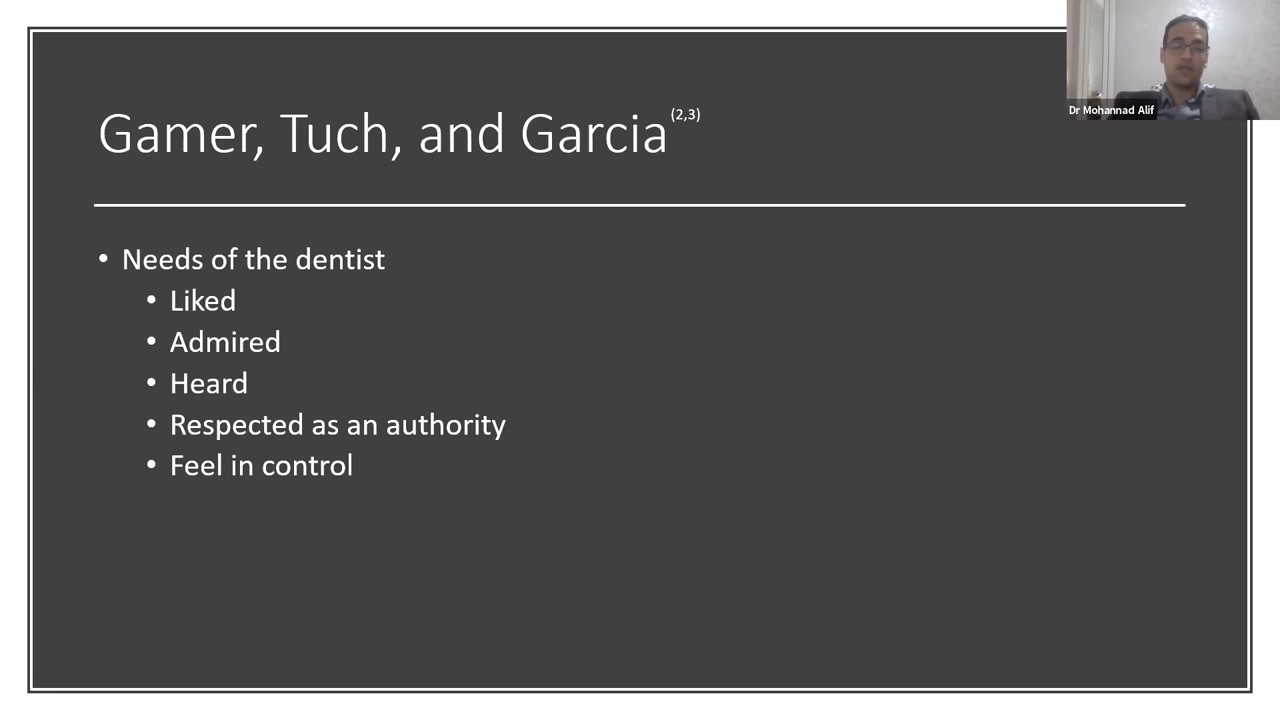 Gamer, Tuch, and Garcia(2,3)
Dr Mohannad Alif
• Needs of the dentist
• Liked
• Admired
• Heard
• Respected as an authority
• Feel in control